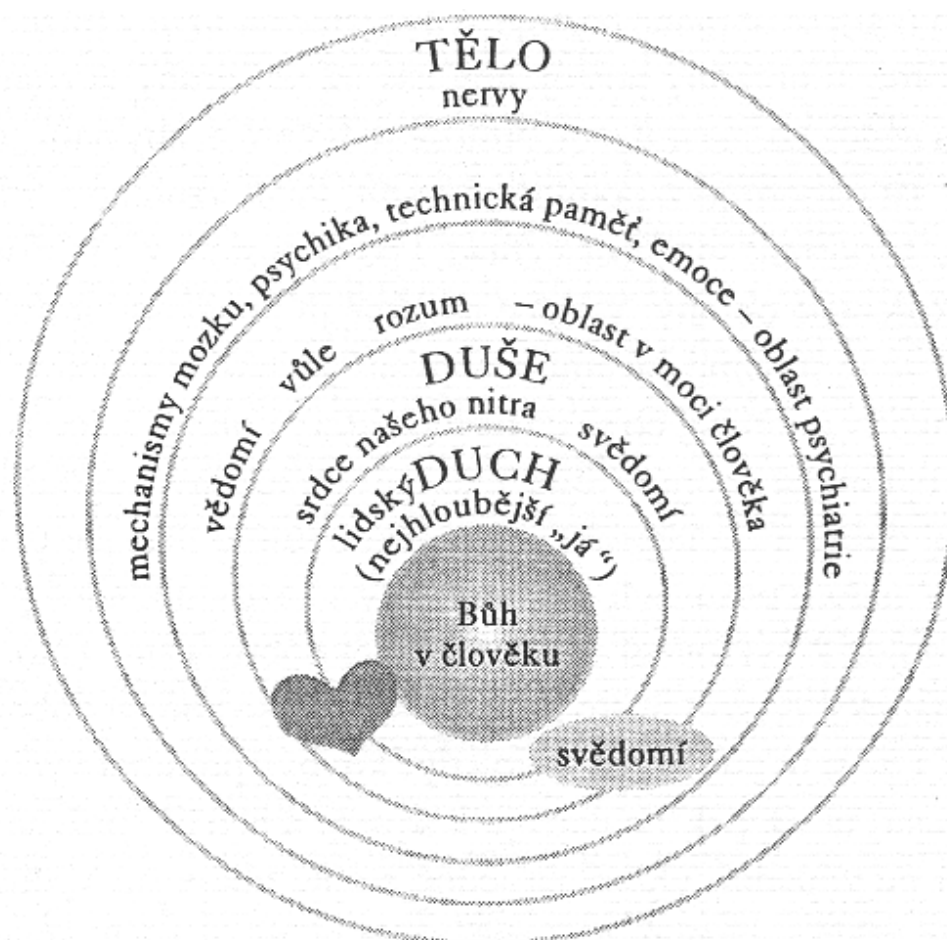 TĚLO
nervy
mechanismy mozku, psychika, technická paměť, emoce – oblast psychiatrie
vědomí vůle rozum – oblast v moci člověka
DUŠE
srdce našeho nitra svědomí
lidský DUCH
(nejhloubější „já“)
Bůh
v člověku
svědomí